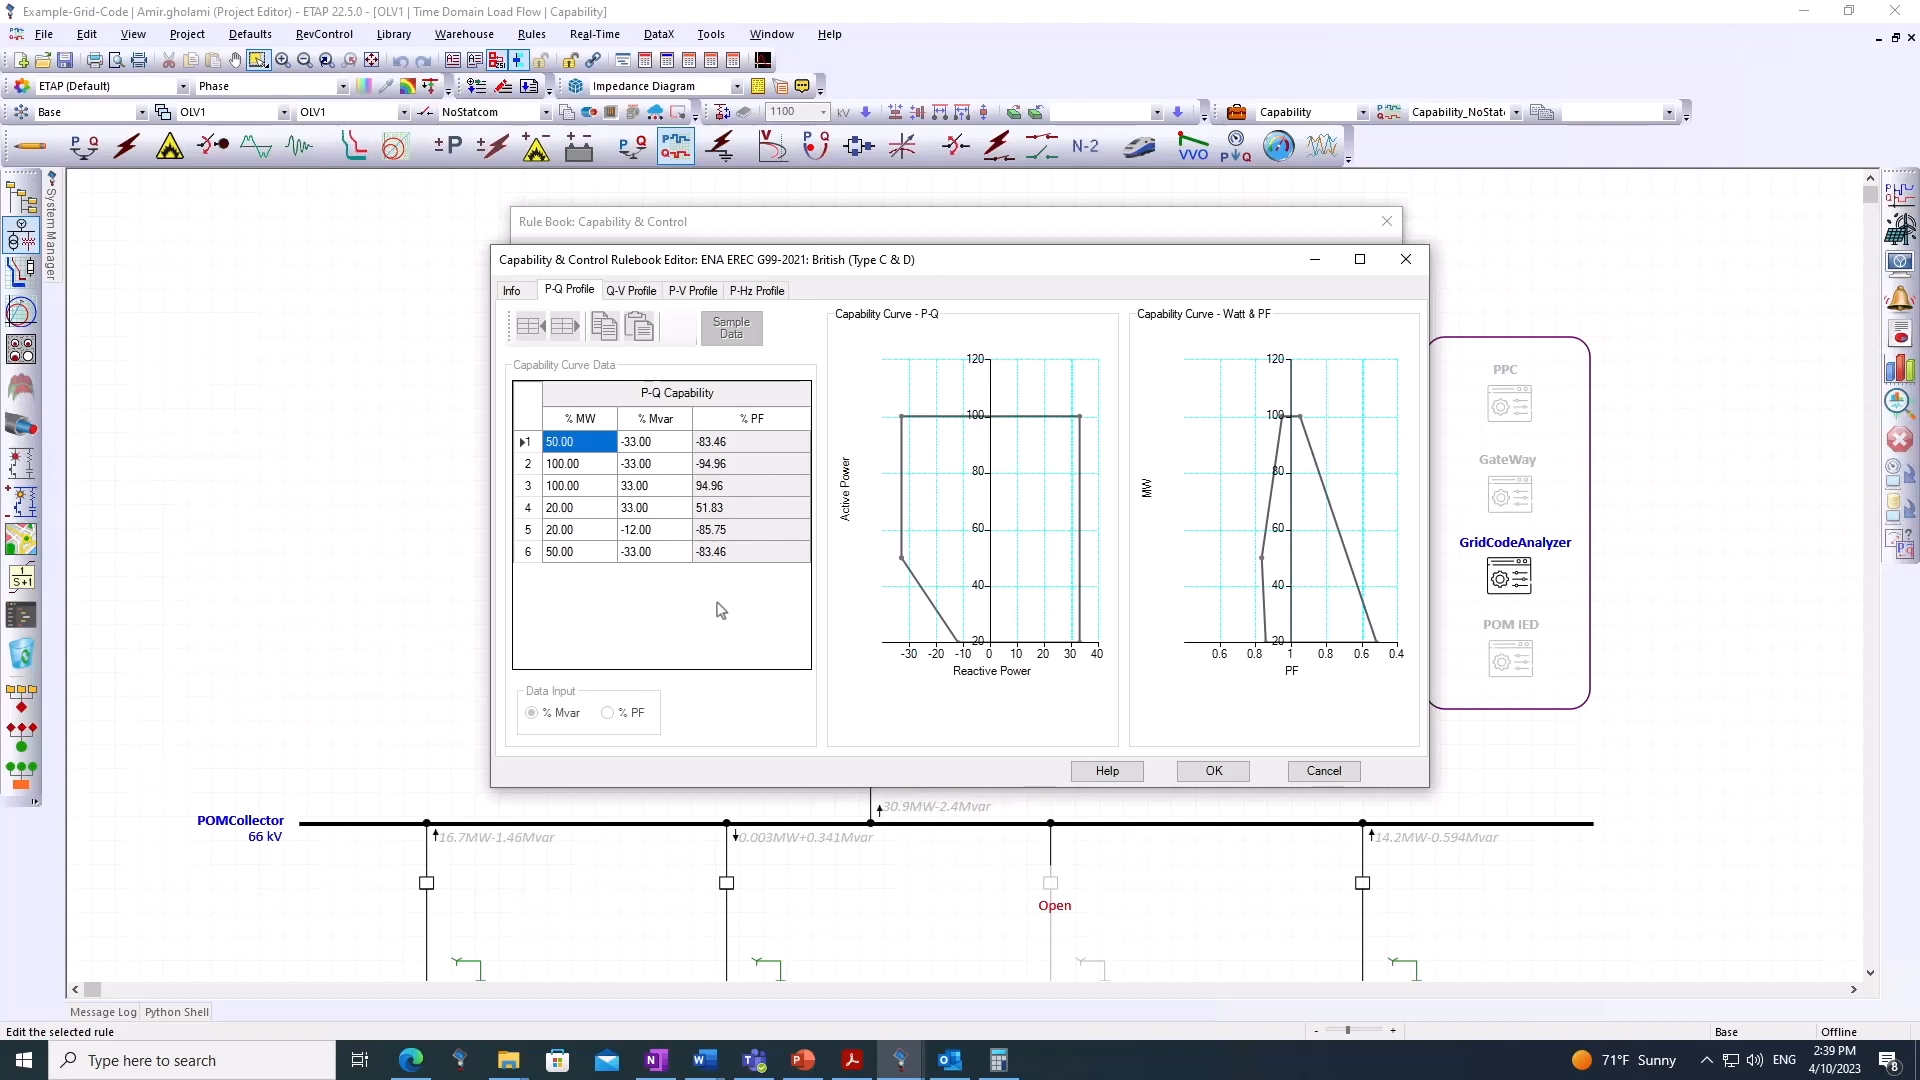 Example-Grid-Code | Amir.gholami (Project Editor) - ETAP 22.5.0 - [OLV1 | Time Domain Load Flow | Capability]
File Edit View Project Defaults RevControl Library Warehouse Rules Real-Time DataX Tools Window Help
ETAP (Default) Phase Impedance Diagram
Base OLV1 OLV1 NoStatcom 1100 kV Capability Capability_NoStat
N-2 VVO
System Manager
Rule Book: Capability & Control
Capability & Control Rulebook Editor: ENA EREC G99-2021: British (Type C & D)
Info P-Q Profile Q-V Profile P-V Profile P-Hz Profile
Sample Data
Capability Curve Data
P-Q Capability
% MW % Mvar % PF
1 50.00 -33.00 -83.46
2 100.00 -33.00 -94.96
3 100.00 33.00 94.96
4 20.00 33.00 51.83
5 20.00 -12.00 -85.75
6 50.00 -33.00 -83.46
Data Input
% Mvar % PF
Capability Curve - P-Q
120
100
80
60
40
20
-30 -20 -10 0 10 20 30 40
Active Power
Reactive Power
Capability Curve - Watt & PF
120
100
80
60
40
20
0.6 0.8 1 0.8 0.6 0.4
MW
PF
Help OK Cancel
PPC
GateWay
GridCodeAnalyzer
POM IED
30.9MW-2.4Mvar
POMCollector
66 kV
16.7MW-1.46Mvar
0.003MW+0.341Mvar
14.2MW-0.594Mvar
Open
Message Log Python Shell
Edit the selected rule
Base Offline
Type here to search
71°F Sunny
ENG
2:39 PM
4/10/2023
8